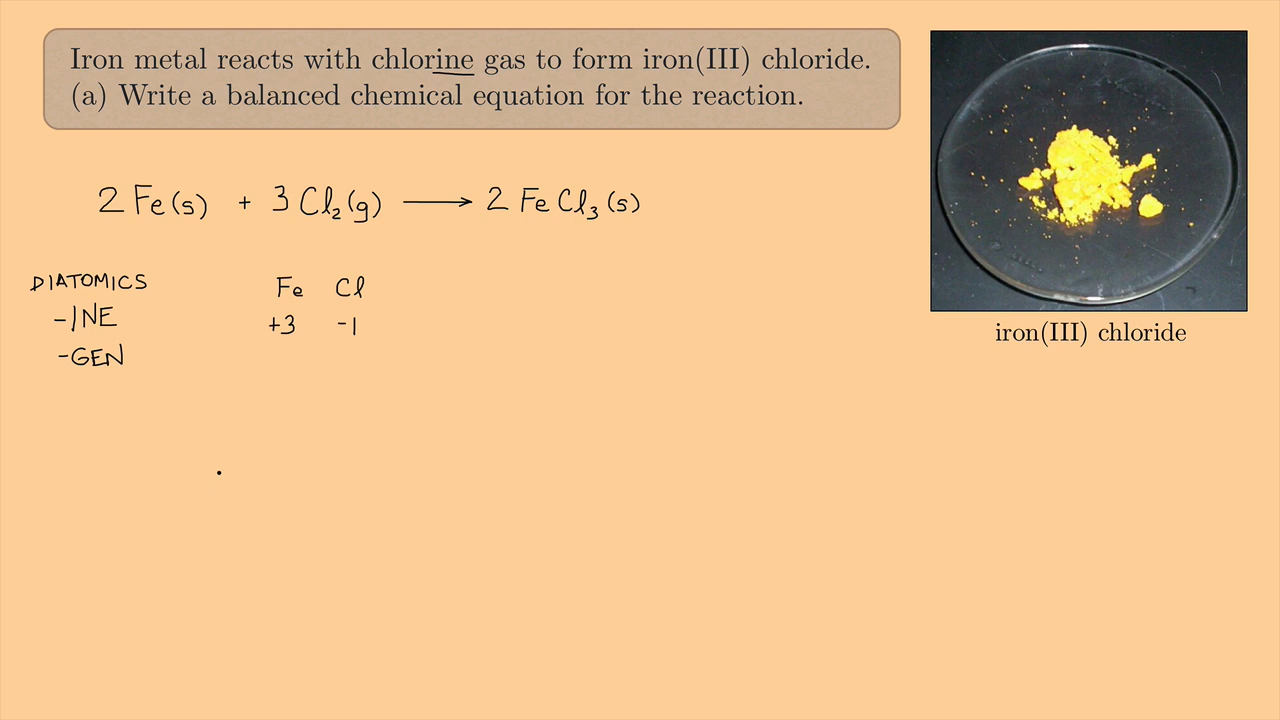 Iron metal reacts with chlorine gas to form iron(III) chloride.
(a) Write a balanced chemical equation for the reaction.
2 Fe(s) + 3 Cl₂(g) ⟶ 2 FeCl₃(s)
DIATOMICS
-INE
-GEN
Fe Cl
+3 -1
iron(III) chloride